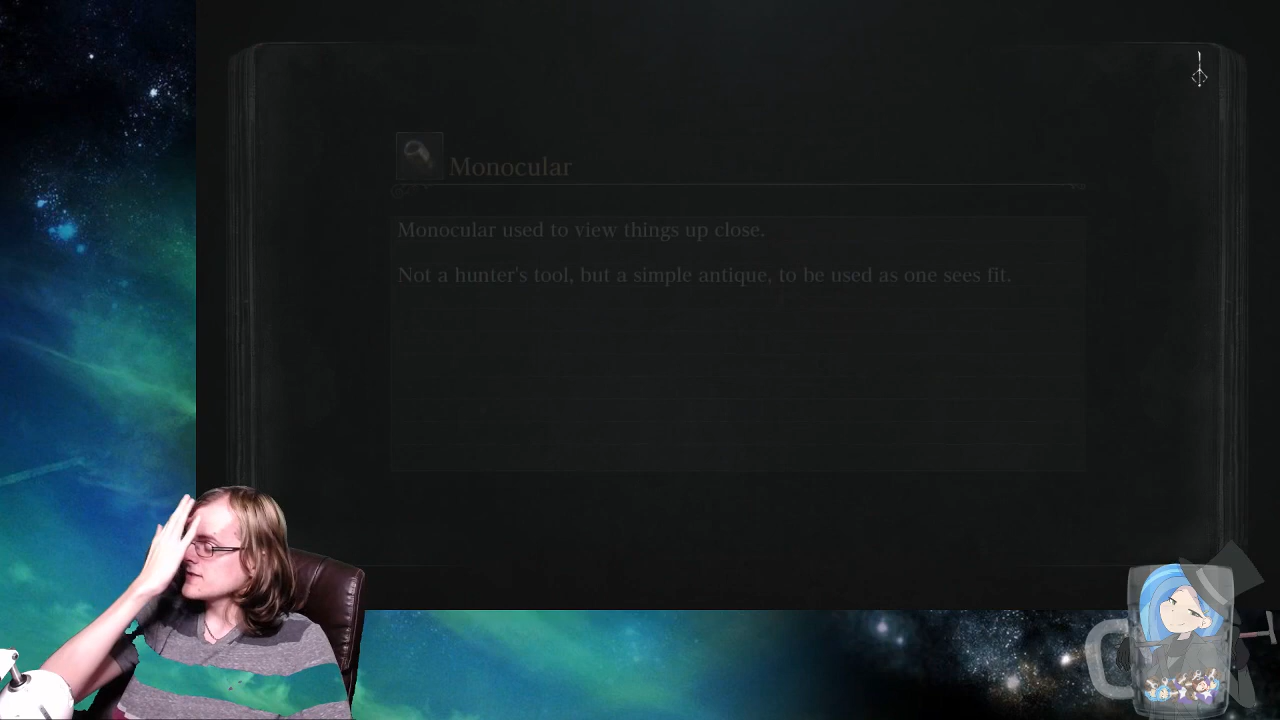 Monocular
Monocular used to view things up close.
Not a hunter's tool, but a simple antique, to be used as one sees fit.